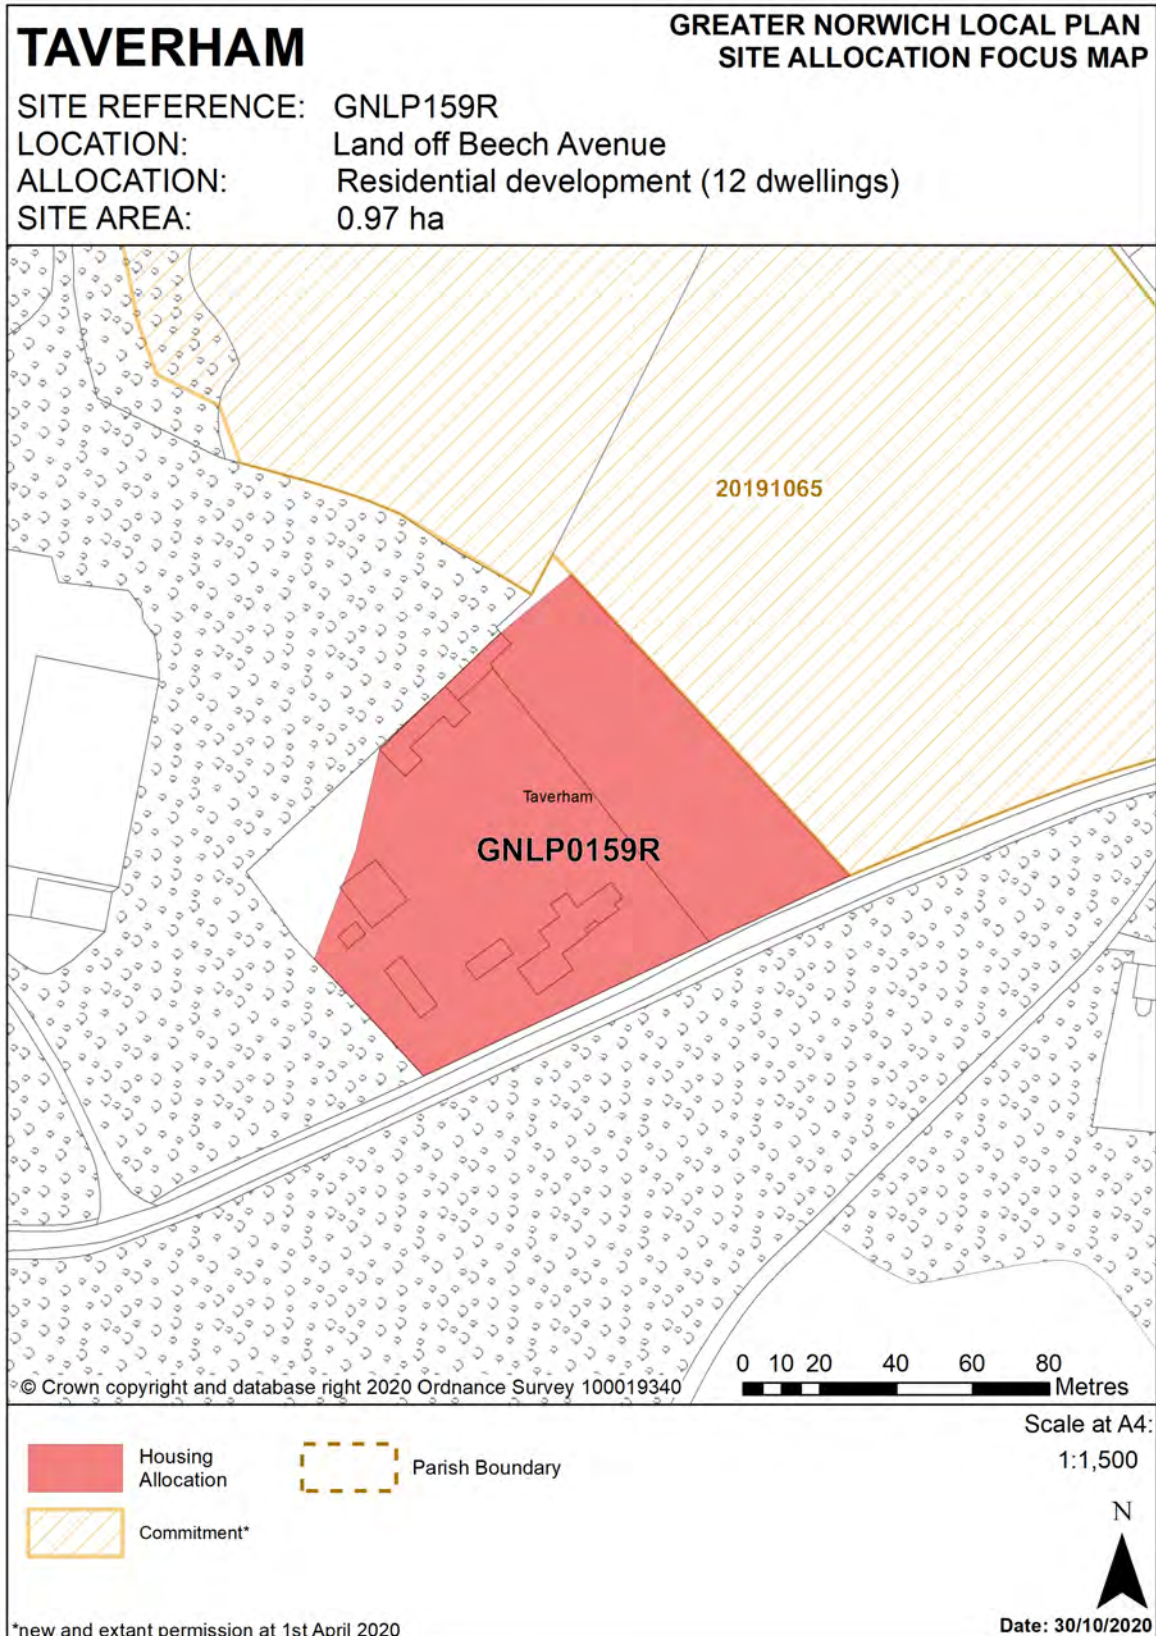 TAVERHAM
GREATER NORWICH LOCAL PLAN
SITE ALLOCATION FOCUS MAP
SITE REFERENCE: GNLP159R
LOCATION: Land off Beech Avenue
ALLOCATION: Residential development (12 dwellings)
SITE AREA: 0.97 ha
20191065
Taverham
GNLP0159R
0 10 20 40 60 80
Metres
© Crown copyright and database right 2020 Ordnance Survey 100019340
Housing
Allocation
Parish Boundary
Commitment*
Scale at A4:
1:1,500
N
*new and extant permission at 1st April 2020
Date: 30/10/2020